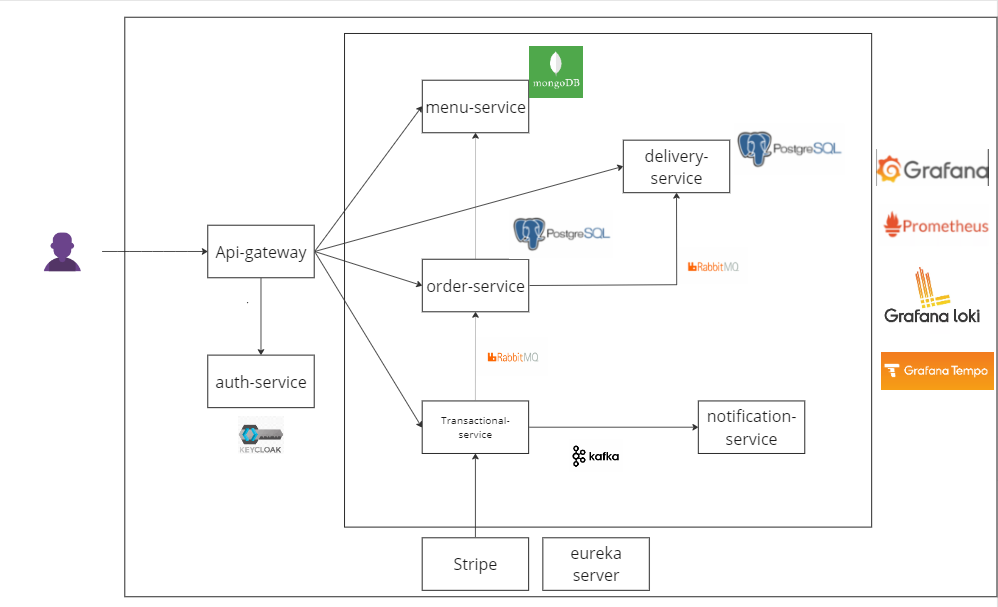 mongoDB
menu-service
PostgreSQL
delivery-
service
Grafana
PostgreSQL
Prometheus
Api-gateway
RabbitMQ
order-service
Grafana loki
RabbitMQ
Grafana Tempo
auth-service
Transactional-
service
notification-
service
KEYCLOAK
kafka
Stripe
eureka
server